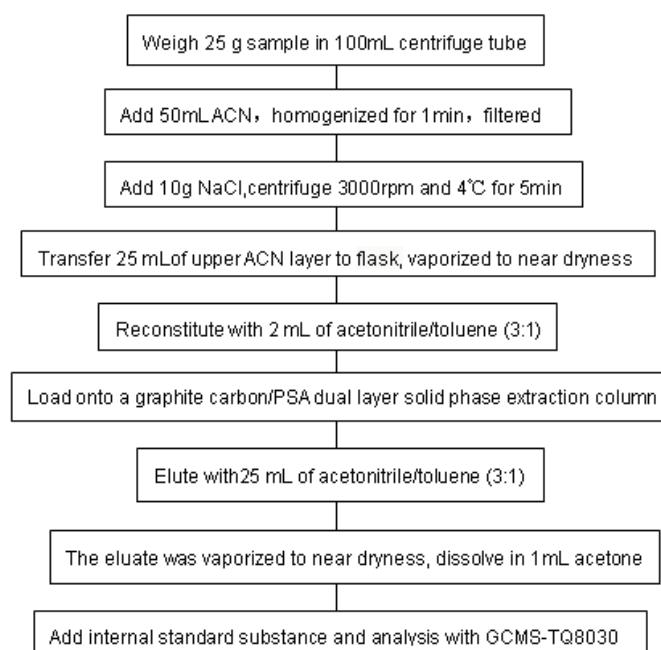 Weigh 25 g sample in 100mL centrifuge tube
Add 50mLACN，homogenized for 1min，filtered
Add 10g NaCl,centrifuge 3000rpm and 4℃ for 5min
Transfer 25 mLof upper ACN layer to flask, vaporized to near dryness
Reconstitute with 2 mL of acetonitrile/toluene (3:1)
Load onto a graphite carbon/PSA dual layer solid phase extraction column
Elute with25 mL of acetonitrile/toluene (3:1)
The eluate was vaporized to near dryness, dissolve in 1mL acetone
Add internal standard substance and analysis with GCMS-TQ8030